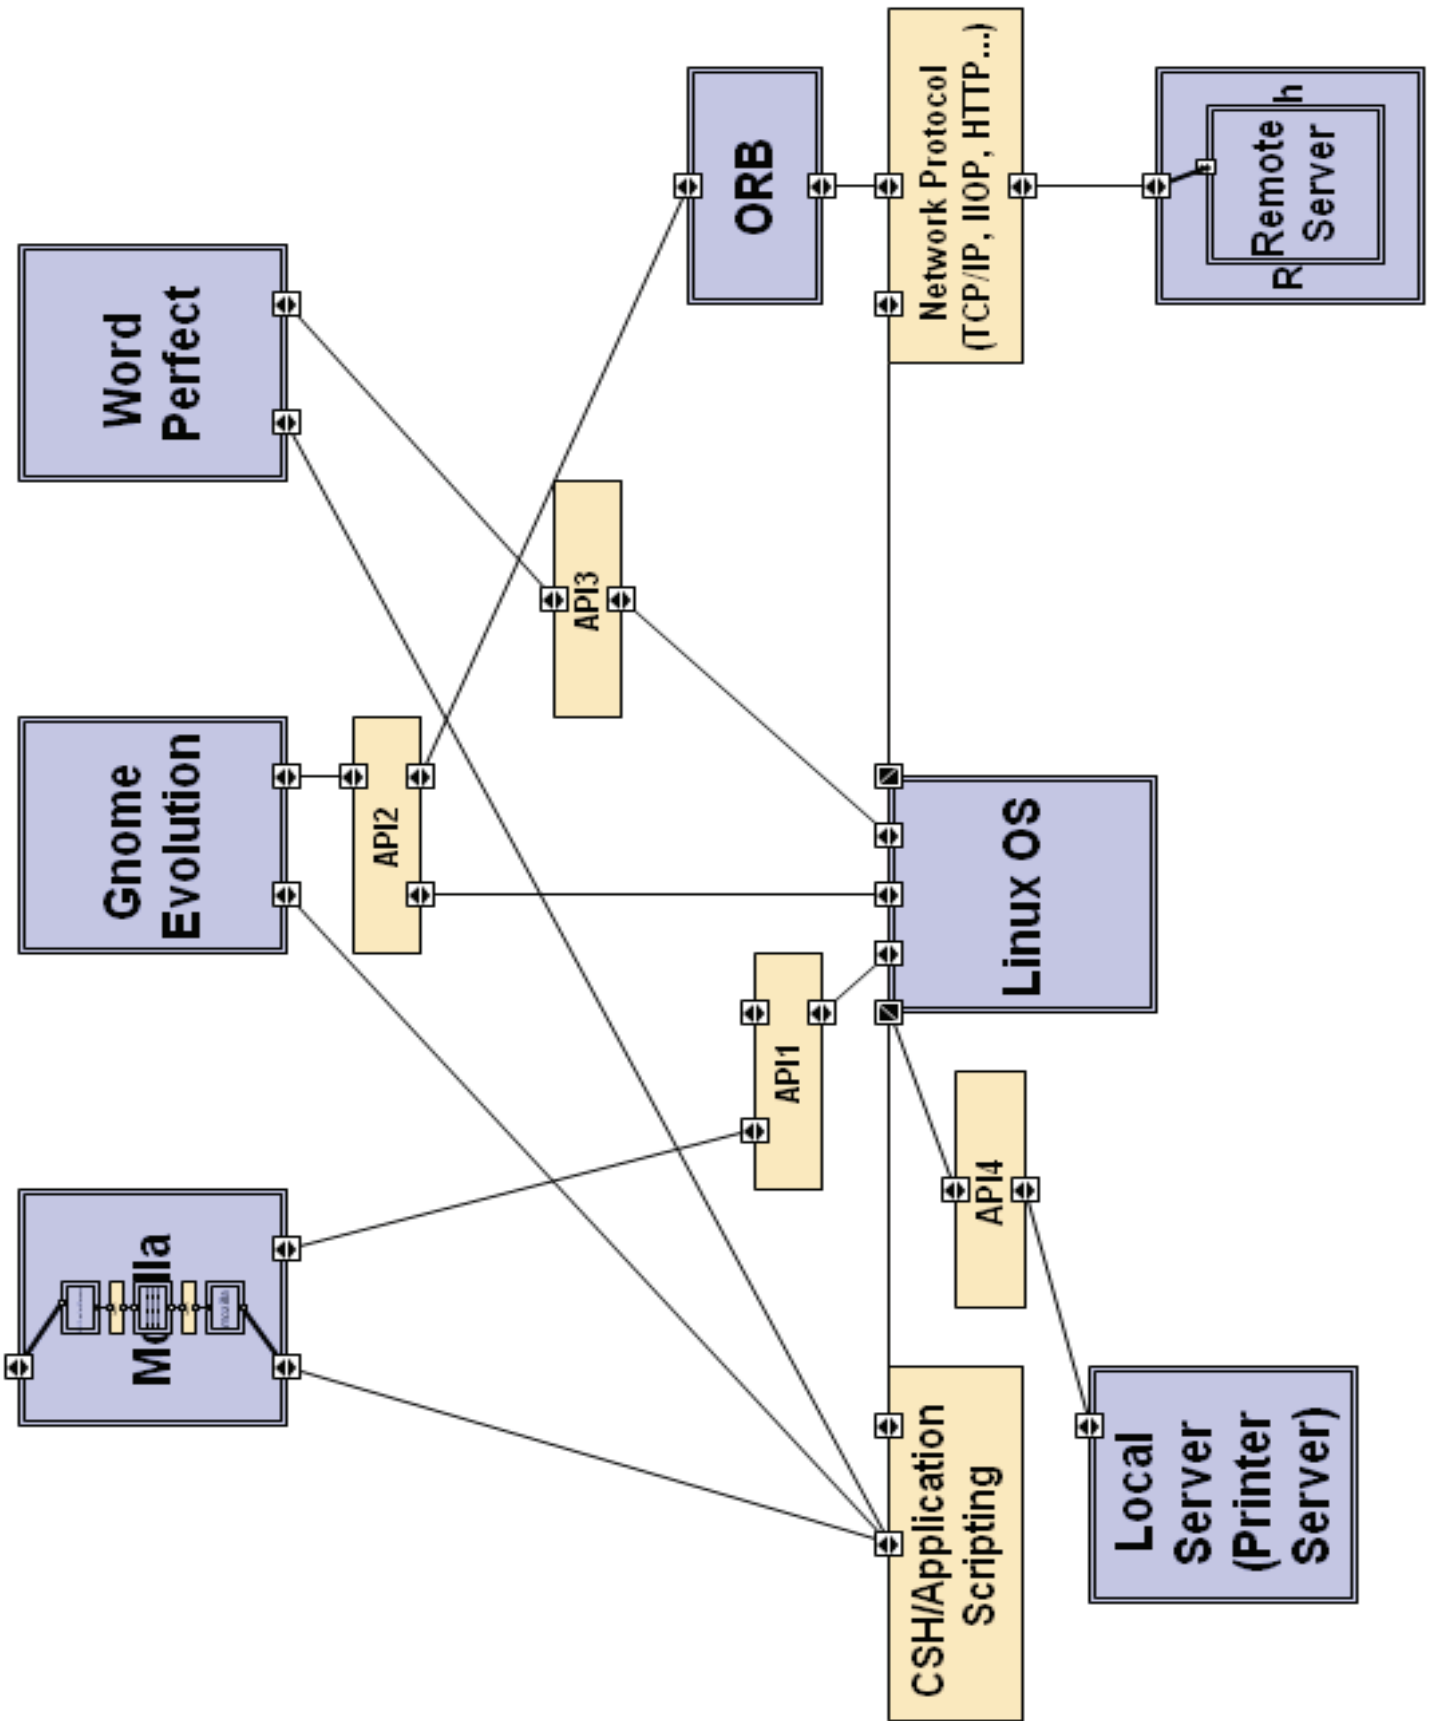 Mozilla
Gnome
Evolution
Word
Perfect
API2
API3
ORB
API1
CSH/Application
Scripting
Linux OS
Network Protocol
(TCP/IP, IIOP, HTTP...)
API4
Local
Server
(Printer
Server)
Remote
Server